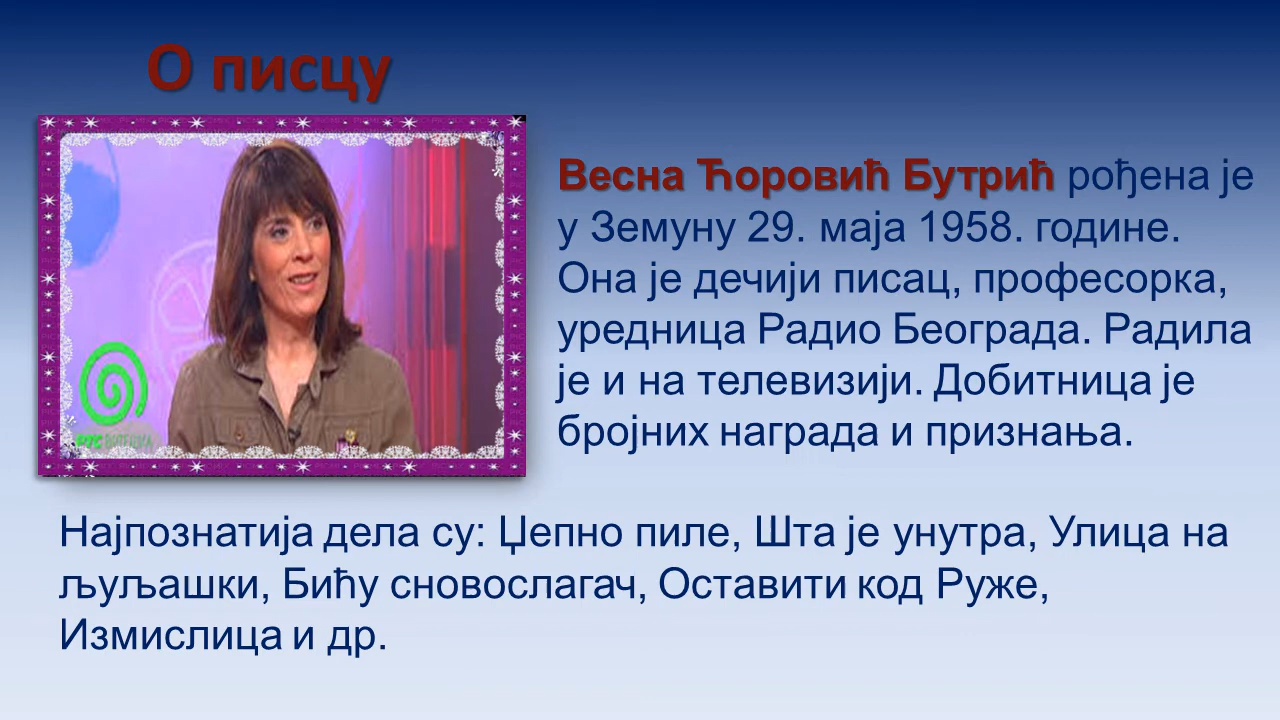 О писцу
Весна Ћоровић Бутрић рођена је
у Земуну 29. маја 1958. године.
Она је дечији писац, професорка,
уредница Радио Београда. Радила
је и на телевизији. Добитница је
бројних награда и признања.
Најпознатија дела су: Џепно пиле, Шта је унутра, Улица на
љуљашки, Бићу сновослагач, Оставити код Руже,
Измислица и др.